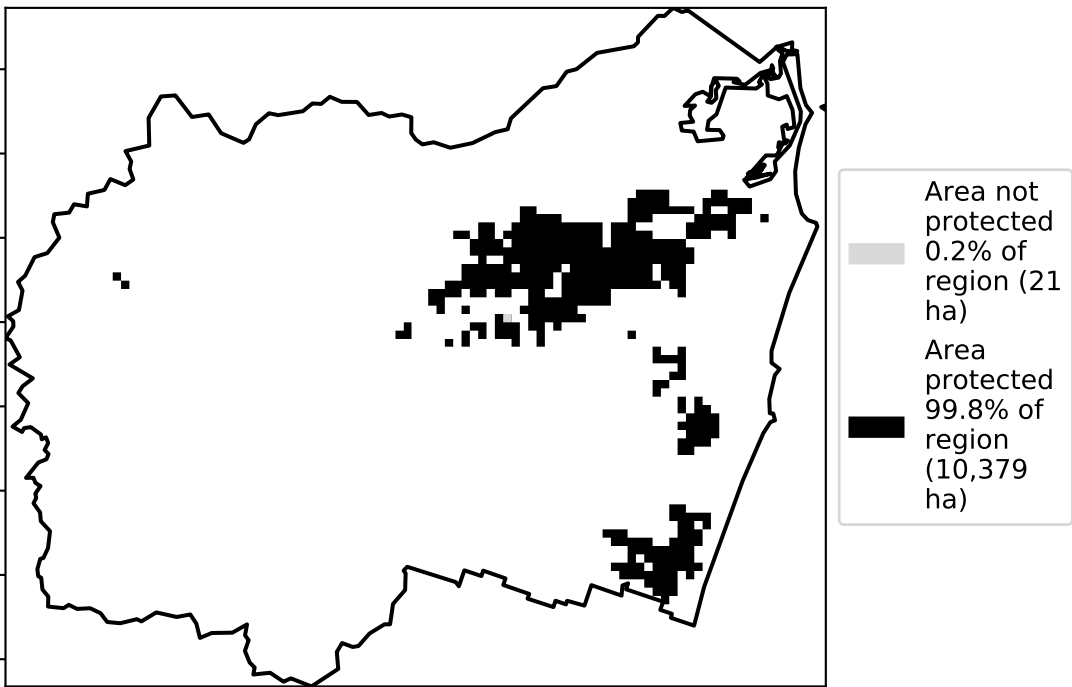 Area not
protected
0.2% of
region (21
ha)
Area
protected
99.8% of
region
(10,379
ha)